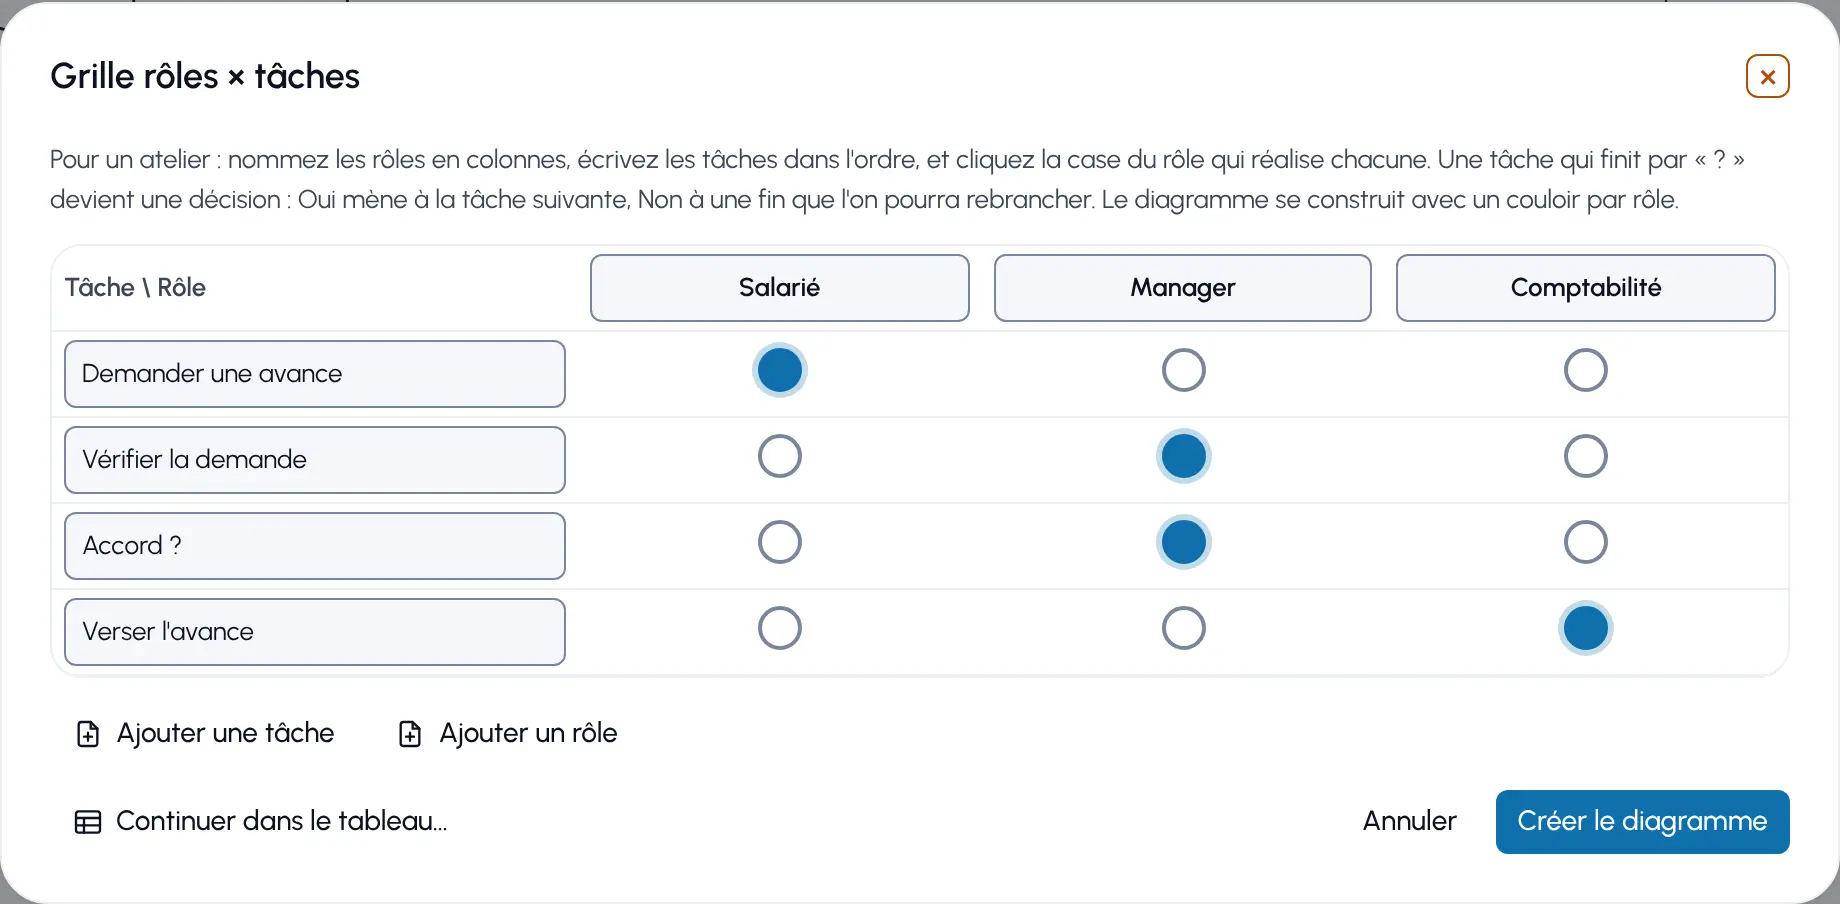 Grille rôles × tâches
Pour un atelier : nommez les rôles en colonnes, écrivez les tâches dans l'ordre, et cliquez la case du rôle qui réalise chacune. Une tâche qui finit par « ? »
devient une décision : Oui mène à la tâche suivante, Non à une fin que l'on pourra rebrancher. Le diagramme se construit avec un couloir par rôle.
Tâche \ Rôle Salarié Manager Comptabilité
Demander une avance
Vérifier la demande
Accord ?
Verser l'avance
Ajouter une tâche Ajouter un rôle
Continuer dans le tableau... Annuler Créer le diagramme